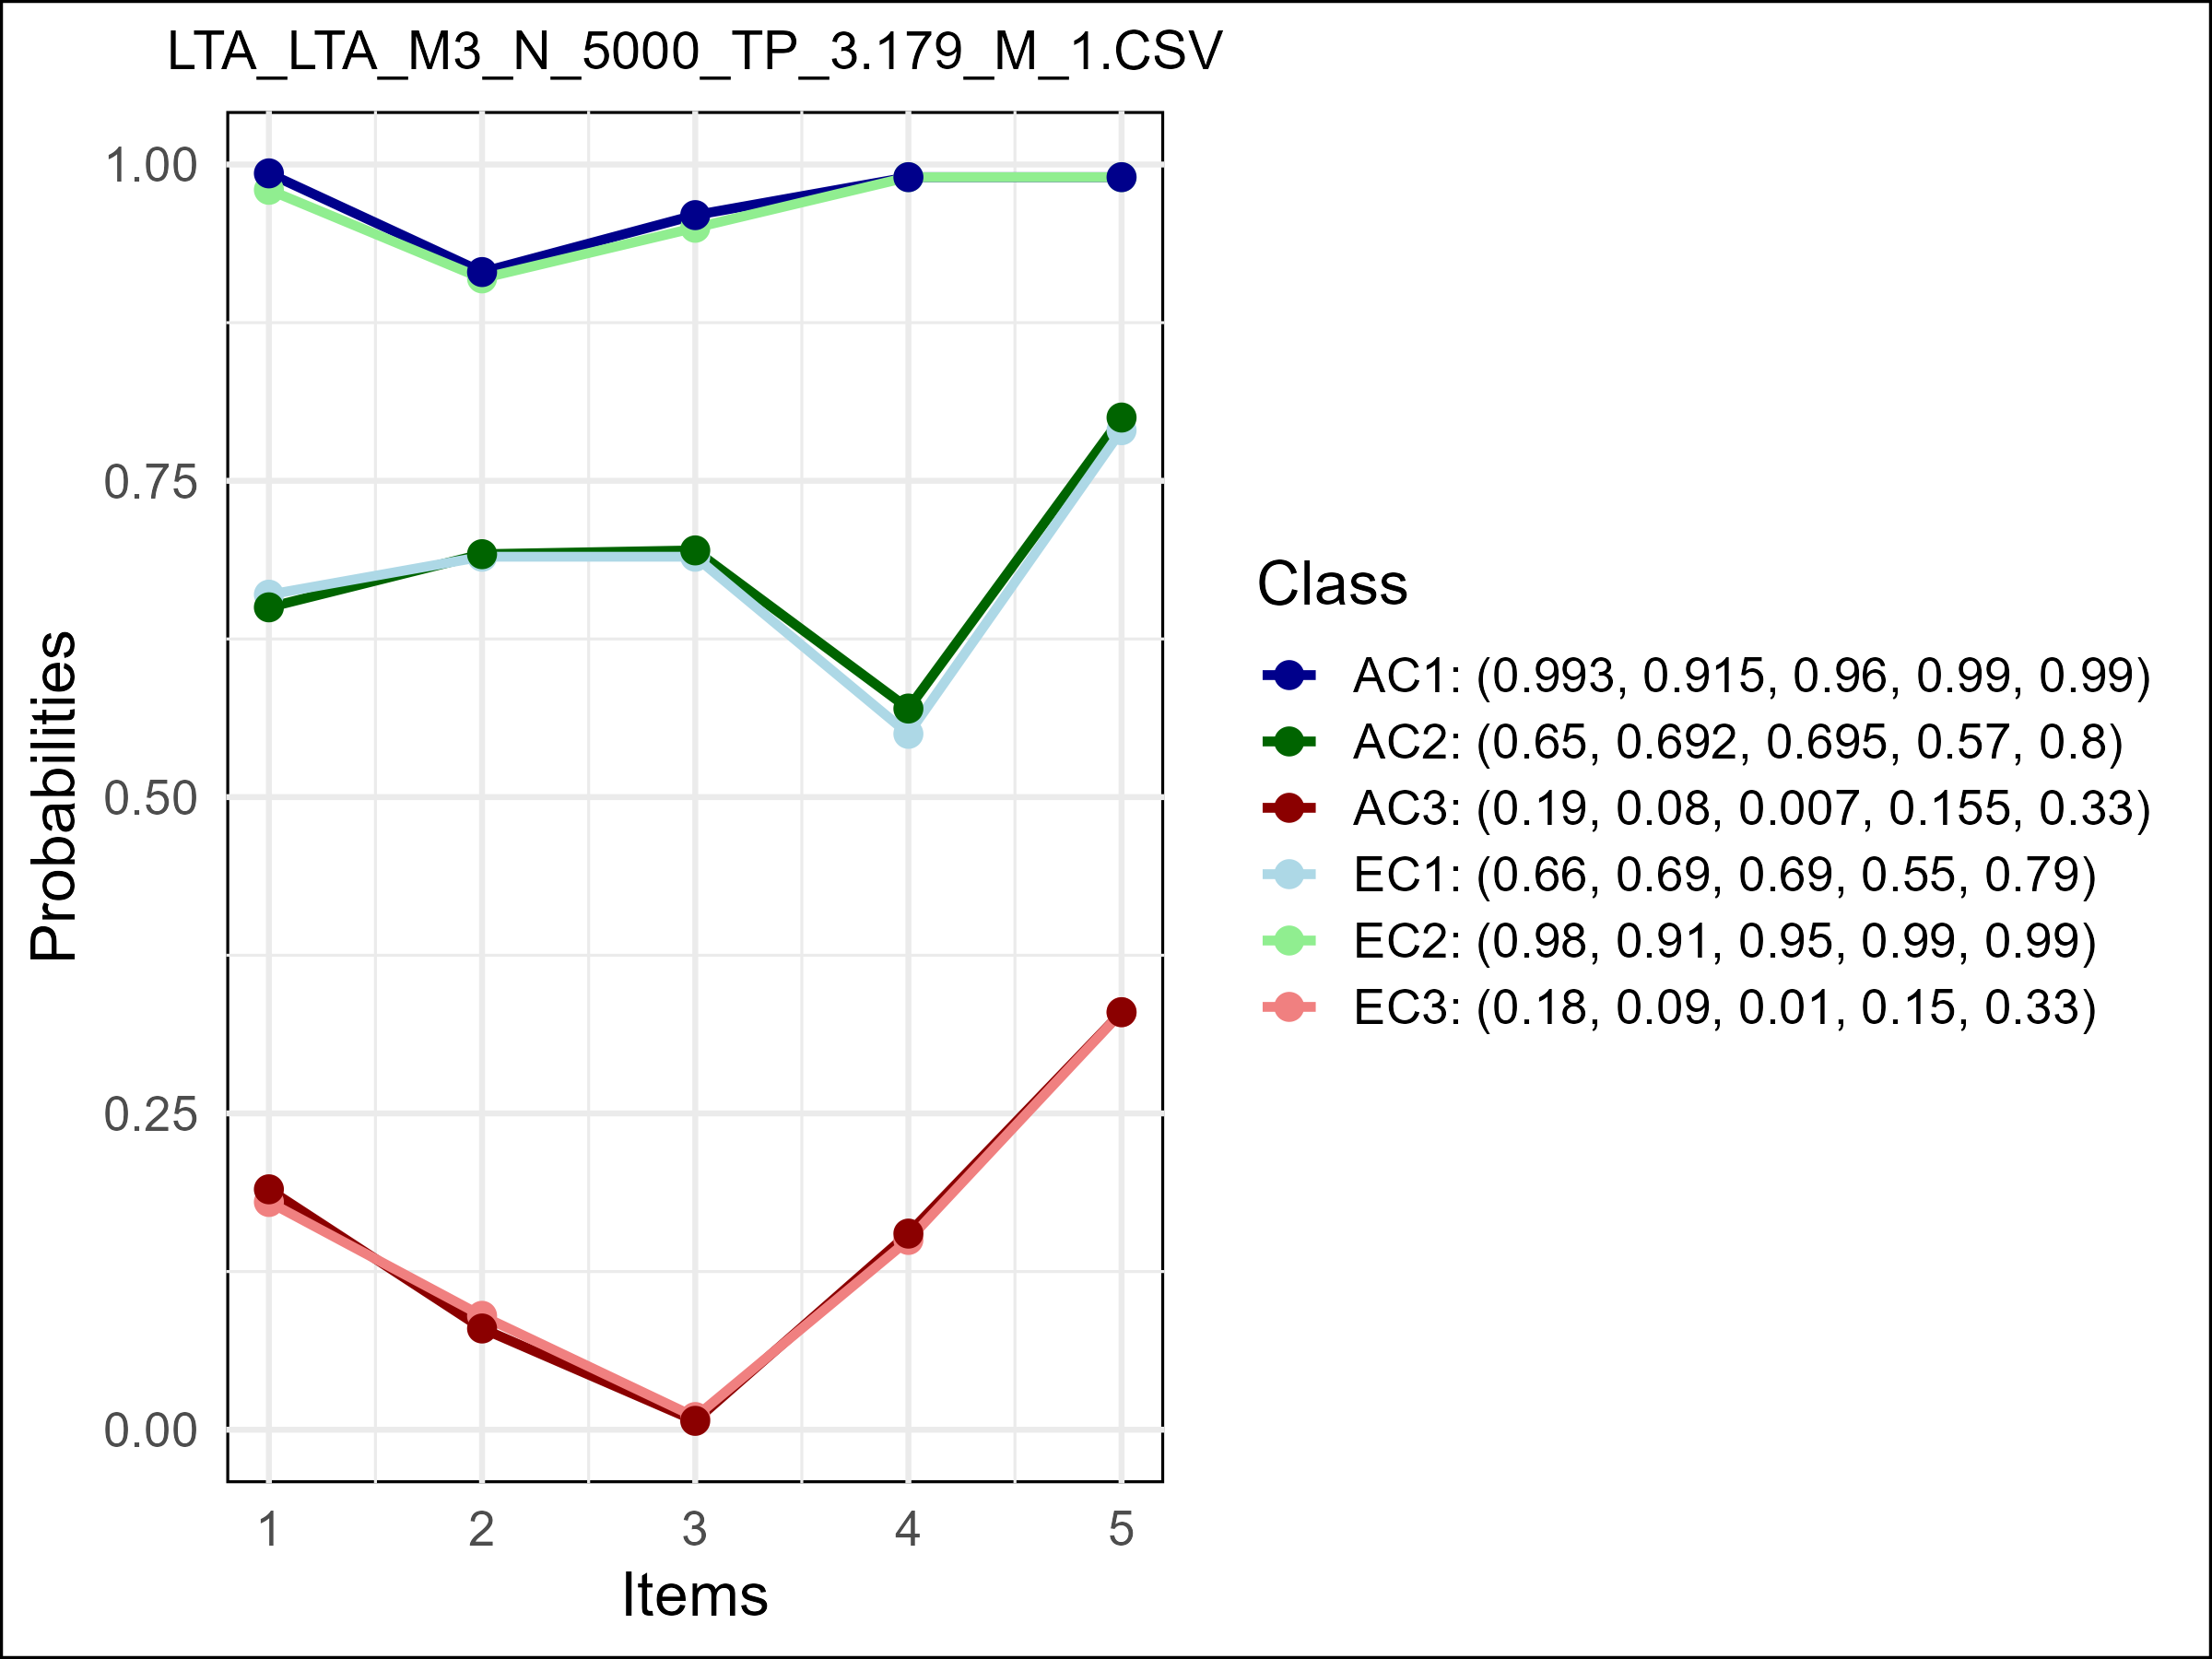 LTA_LTA_M3_N_5000_TP_3.179_M_1.CSV
1.00
0.75
0.50
0.25
0.00
Probabilities
1 2 3 4 5
Items
Class
AC1: (0.993, 0.915, 0.96, 0.99, 0.99)
AC2: (0.65, 0.692, 0.695, 0.57, 0.8)
AC3: (0.19, 0.08, 0.007, 0.155, 0.33)
EC1: (0.66, 0.69, 0.69, 0.55, 0.79)
EC2: (0.98, 0.91, 0.95, 0.99, 0.99)
EC3: (0.18, 0.09, 0.01, 0.15, 0.33)